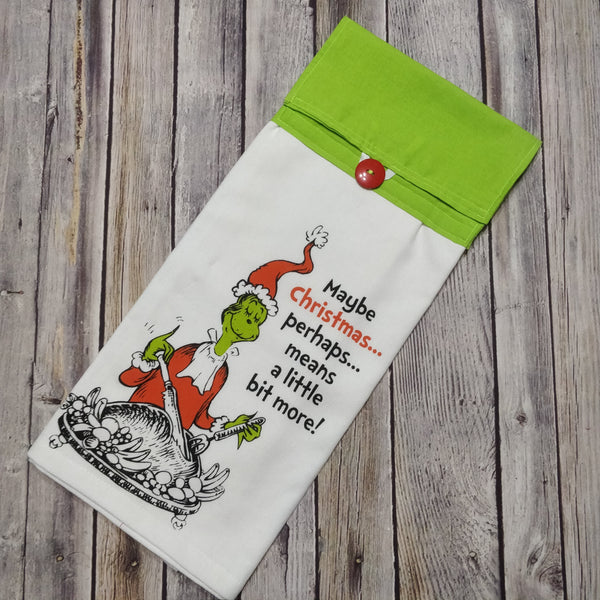 Maybe
Christmas...
perhaps...
means
a little
bit more!